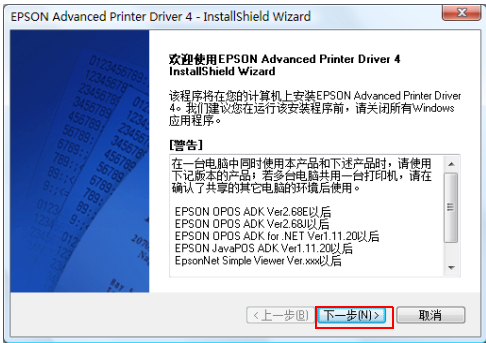 EPSON Advanced Printer Driver 4 - InstallShield Wizard
欢迎使用EPSON Advanced Printer Driver 4
InstallShield Wizard
该程序将在您的计算机上安装EPSON Advanced Printer Driver
4。我们建议您在运行该安装程序前，请关闭所有Windows
应用程序。
[警告]
在一台电脑中同时使用本产品和下述产品时，请使用
下记版本的产品；若多台电脑共用一台打印机，请在
确认了共享的其它电脑的环境后使用。
EPSON OPOS ADK Ver2.68E以后
EPSON OPOS ADK Ver2.68J以后
EPSON OPOS ADK for .NET Ver1.11.20以后
EPSON JavaPOS ADK Ver1.11.20以后
EpsonNet Simple Viewer Ver.xxx以后
<上一步(B) 下一步(N)> 取消